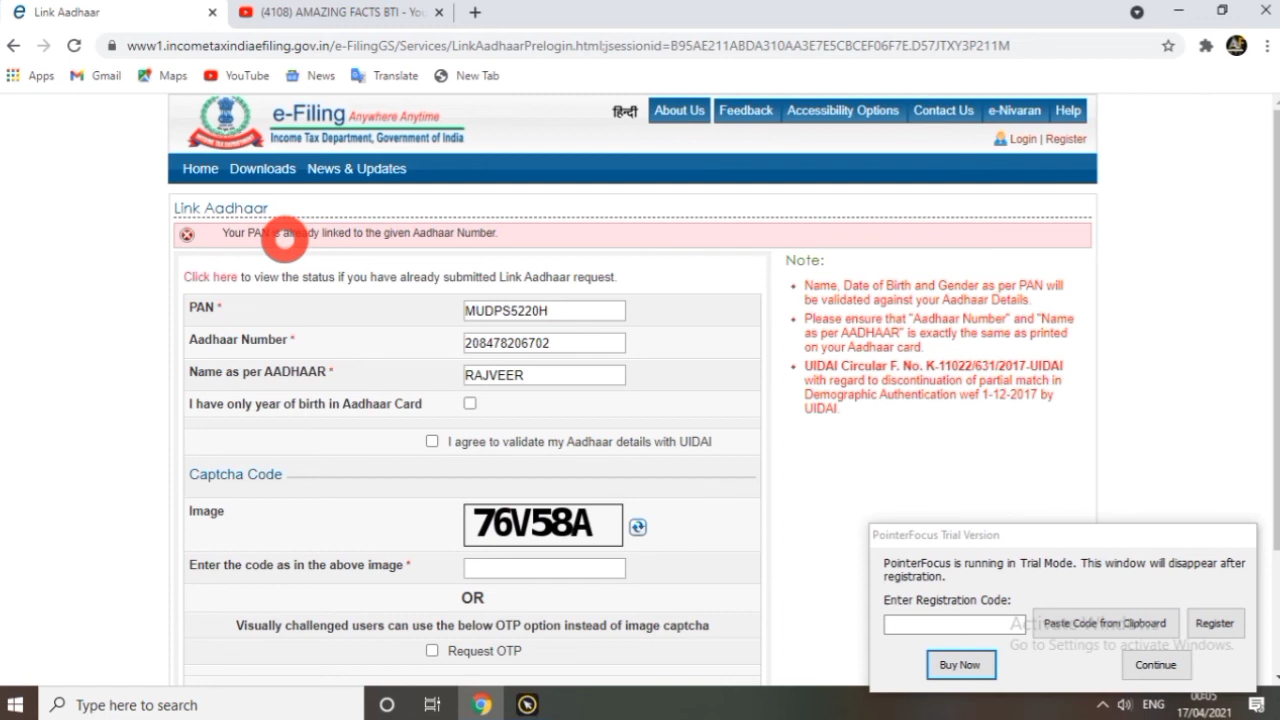 Link Aadhaar
(4108) AMAZING FACTS BTI - You
www1.incometaxindiaefiling.gov.in/e-FilingGS/Services/LinkAadhaarPrelogin.html;jsessionid=B95AE211ABDA310AA3E7E5CBCEF06F7E.D57JTXY3P211M
Apps Gmail Maps YouTube News Translate New Tab
e-Filing Anywhere Anytime
Income Tax Department, Government of India
हिन्दी About Us Feedback Accessibility Options Contact Us e-Nivaran Help
Login | Register
Home Downloads News & Updates
Link Aadhaar
Your PAN is already linked to the given Aadhaar Number.
Click here to view the status if you have already submitted Link Aadhaar request.
PAN * MUDPS5220H
Aadhaar Number * 208478206702
Name as per AADHAAR * RAJVEER
I have only year of birth in Aadhaar Card
I agree to validate my Aadhaar details with UIDAI
Captcha Code
Image 76V58A
Enter the code as in the above image *
OR
Visually challenged users can use the below OTP option instead of image captcha
Request OTP
Note:
Name, Date of Birth and Gender as per PAN will
be validated against your Aadhaar Details.
Please ensure that "Aadhaar Number" and "Name
as per AADHAAR" is exactly the same as printed
on your Aadhaar card.
UIDAI Circular F. No. K-11022/631/2017-UIDAI
with regard to discontinuation of partial match in
Demographic Authentication wef 1-12-2017 by
UIDAI.
PointerFocus Trial Version
PointerFocus is running in Trial Mode. This window will disappear after
registration.
Enter Registration Code:
Paste Code from Clipboard Register
Go to Settings to activate Windows.
Buy Now Continue
Type here to search
ENG
00:05
17/04/2021